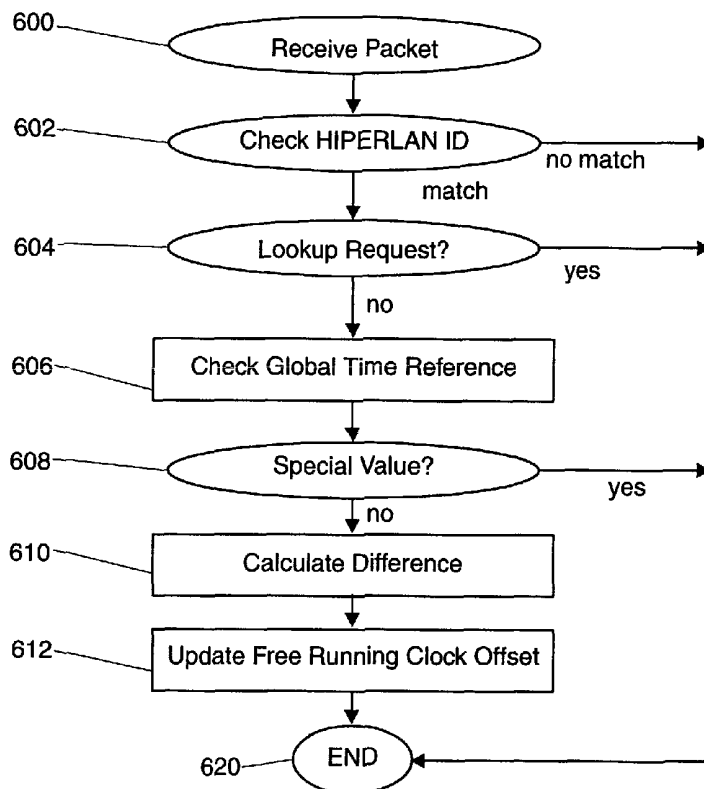 600
Receive Packet
602
Check HIPERLAN ID
no match
match
604
Lookup Request?
yes
no
606
Check Global Time Reference
608
Special Value?
yes
no
610
Calculate Difference
612
Update Free Running Clock Offset
620
END